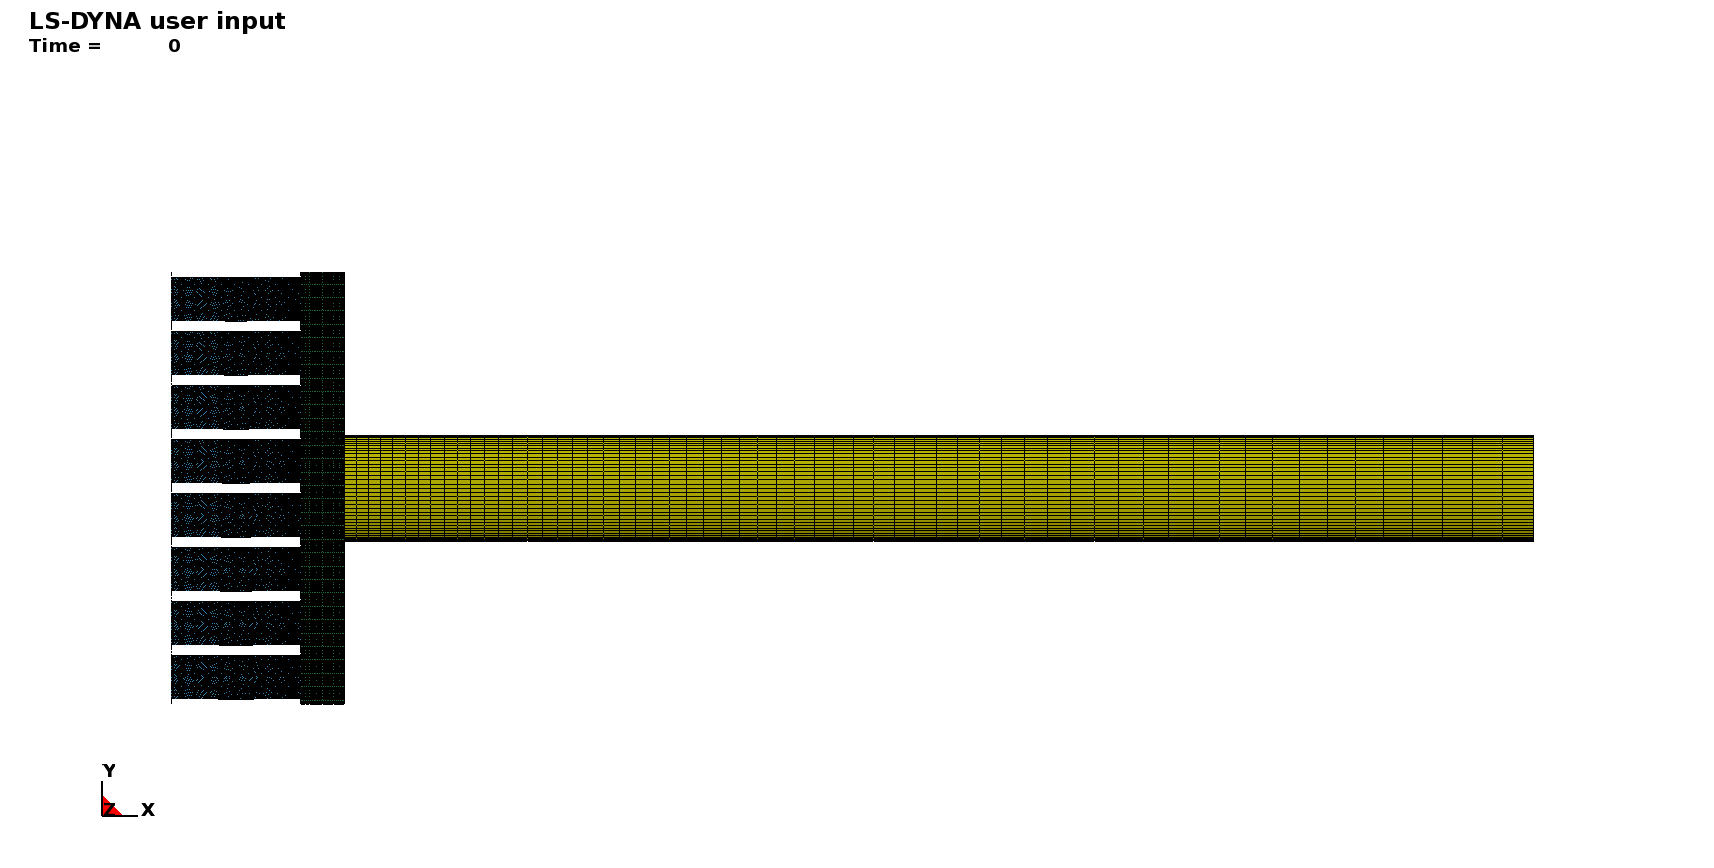 LS-DYNA user input
Time = 0
Y
Z X